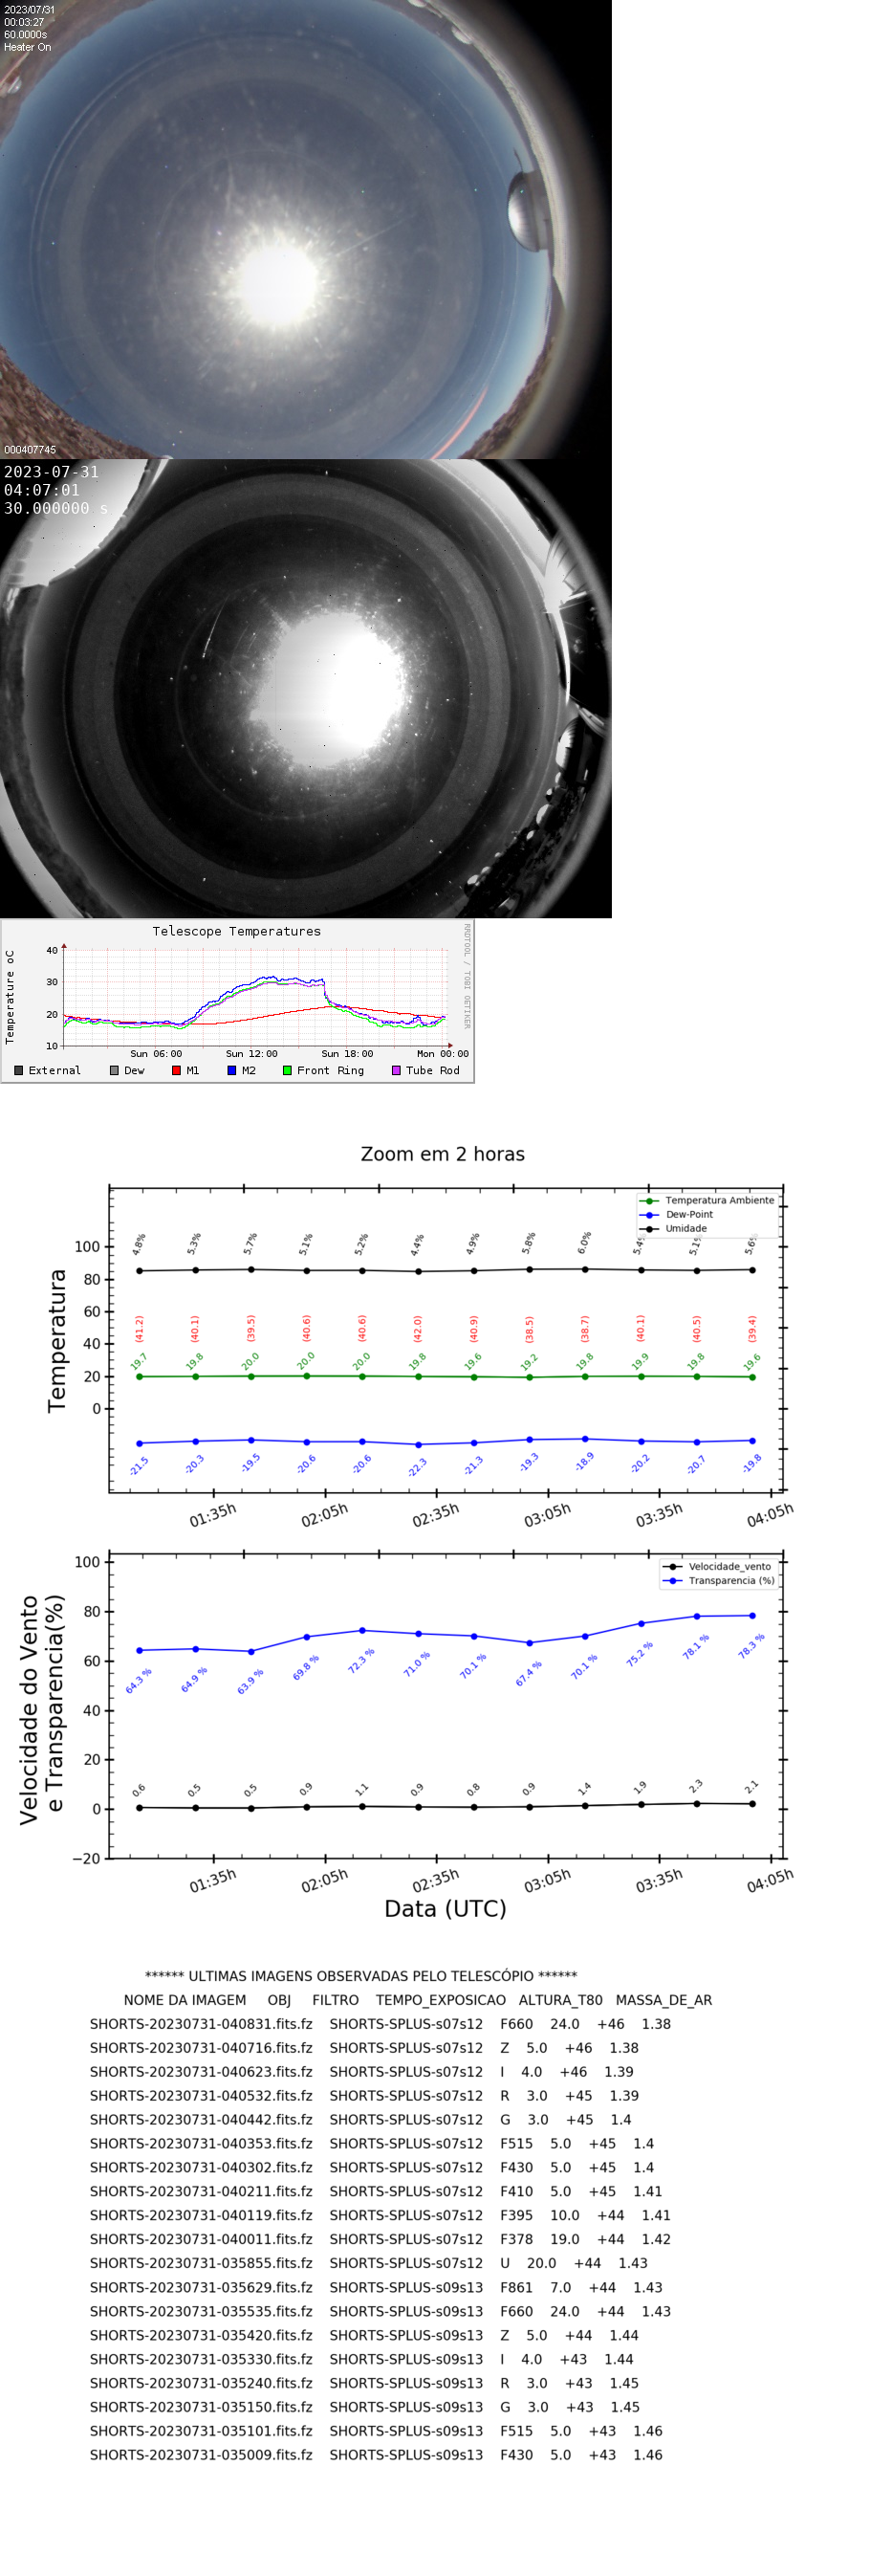 2023/07/31
00:03:27
60.0000s
Heater On
000407745
2023-07-31
04:07:01
30.000000 s
Telescope Temperatures
RRDTOOL / TOBI OETIKER
Temperature oC
40
30
20
10
Sun 06:00 Sun 12:00 Sun 18:00 Mon 00:00
External Dew M1 M2 Front Ring Tube Rod
Zoom em 2 horas
Temperatura Ambiente
Dew-Point
Umidade
Temperatura
100
80
60
40
20
0
4.8% 5.3% 5.7% 5.1% 5.2% 4.4% 4.9% 5.8% 6.0% 5.4% 5.1% 5.6%
(41.2) (40.1) (39.5) (40.6) (40.6) (42.0) (40.9) (38.5) (38.7) (40.1) (40.5) (39.4)
19.7 19.8 20.0 20.0 20.0 19.8 19.6 19.2 19.8 19.9 19.8 19.6
-21.5 -20.3 -19.5 -20.6 -20.6 -22.3 -21.3 -19.3 -18.9 -20.2 -20.7 -19.8
01:35h 02:05h 02:35h 03:05h 03:35h 04:05h
Velocidade_vento
Transparencia (%)
Velocidade do Vento
e Transparencia(%)
100
80
60
40
20
0
−20
64.3 % 64.9 % 63.9 % 69.8 % 72.3 % 71.0 % 70.1 % 67.4 % 70.1 % 75.2 % 78.1 % 78.3 %
0.6 0.5 0.5 0.9 1.1 0.9 0.8 0.9 1.4 1.9 2.3 2.1
01:35h 02:05h 02:35h 03:05h 03:35h 04:05h
Data (UTC)
****** ULTIMAS IMAGENS OBSERVADAS PELO TELESCÓPIO ******
NOME DA IMAGEM OBJ FILTRO TEMPO_EXPOSICAO ALTURA_T80 MASSA_DE_AR
SHORTS-20230731-040831.fits.fz SHORTS-SPLUS-s07s12 F660 24.0 +46 1.38
SHORTS-20230731-040716.fits.fz SHORTS-SPLUS-s07s12 Z 5.0 +46 1.38
SHORTS-20230731-040623.fits.fz SHORTS-SPLUS-s07s12 I 4.0 +46 1.39
SHORTS-20230731-040532.fits.fz SHORTS-SPLUS-s07s12 R 3.0 +45 1.39
SHORTS-20230731-040442.fits.fz SHORTS-SPLUS-s07s12 G 3.0 +45 1.4
SHORTS-20230731-040353.fits.fz SHORTS-SPLUS-s07s12 F515 5.0 +45 1.4
SHORTS-20230731-040302.fits.fz SHORTS-SPLUS-s07s12 F430 5.0 +45 1.4
SHORTS-20230731-040211.fits.fz SHORTS-SPLUS-s07s12 F410 5.0 +45 1.41
SHORTS-20230731-040119.fits.fz SHORTS-SPLUS-s07s12 F395 10.0 +44 1.41
SHORTS-20230731-040011.fits.fz SHORTS-SPLUS-s07s12 F378 19.0 +44 1.42
SHORTS-20230731-035855.fits.fz SHORTS-SPLUS-s07s12 U 20.0 +44 1.43
SHORTS-20230731-035629.fits.fz SHORTS-SPLUS-s09s13 F861 7.0 +44 1.43
SHORTS-20230731-035535.fits.fz SHORTS-SPLUS-s09s13 F660 24.0 +44 1.43
SHORTS-20230731-035420.fits.fz SHORTS-SPLUS-s09s13 Z 5.0 +44 1.44
SHORTS-20230731-035330.fits.fz SHORTS-SPLUS-s09s13 I 4.0 +43 1.44
SHORTS-20230731-035240.fits.fz SHORTS-SPLUS-s09s13 R 3.0 +43 1.45
SHORTS-20230731-035150.fits.fz SHORTS-SPLUS-s09s13 G 3.0 +43 1.45
SHORTS-20230731-035101.fits.fz SHORTS-SPLUS-s09s13 F515 5.0 +43 1.46
SHORTS-20230731-035009.fits.fz SHORTS-SPLUS-s09s13 F430 5.0 +43 1.46